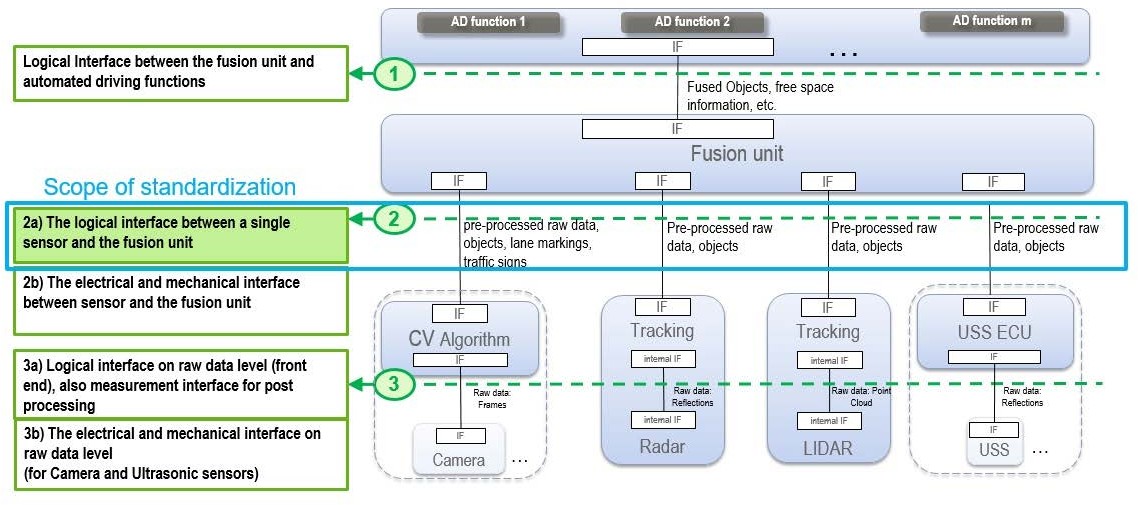 AD function 1
AD function 2
AD function m
IF
...
Logical Interface between the fusion unit and
automated driving functions
1
Fused Objects, free space
information, etc.
IF
Fusion unit
IF
IF
IF
IF
Scope of standardization
2a) The logical interface between a single
sensor and the fusion unit
2
pre-processed raw data,
objects, lane markings,
traffic signs
Pre-processed raw
data, objects
Pre-processed raw
data, objects
Pre-processed raw
data, objects
2b) The electrical and mechanical interface
between sensor and the fusion unit
IF
CV Algorithm
IF
IF
Tracking
internal IF
IF
Tracking
internal IF
IF
USS ECU
IF
3a) Logical interface on raw data level (front
end), also measurement interface for post
processing
3
Raw data:
Frames
Raw data:
Reflections
Raw data: Point
Cloud
Raw data:
Reflections
3b) The electrical and mechanical interface on
raw data level
(for Camera and Ultrasonic sensors)
IF
Camera
...
internal IF
Radar
internal IF
LIDAR
IF
USS
...